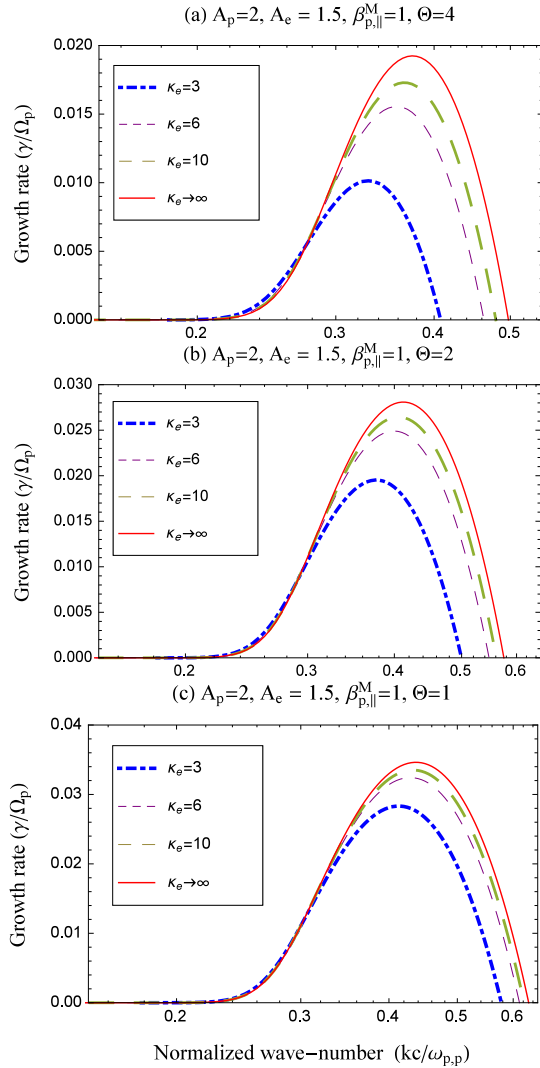 (a) A_p=2, A_e = 1.5, β^M_p,∥=1, Θ=4
Growth rate (γ/Ω_p)
0.020
0.015
0.010
0.005
0.000
κ_e=3
κ_e=6
κ_e=10
κ_e→∞
0.2 0.3 0.4 0.5
(b) A_p=2, A_e = 1.5, β^M_p,∥=1, Θ=2
Growth rate (γ/Ω_p)
0.030
0.025
0.020
0.015
0.010
0.005
0.000
κ_e=3
κ_e=6
κ_e=10
κ_e→∞
0.2 0.3 0.4 0.5 0.6
(c) A_p=2, A_e = 1.5, β^M_p,∥=1, Θ=1
Growth rate (γ/Ω_p)
0.04
0.03
0.02
0.01
0.00
κ_e=3
κ_e=6
κ_e=10
κ_e→∞
0.2 0.3 0.4 0.5 0.6
Normalized wave−number (kc/ω_p,p)